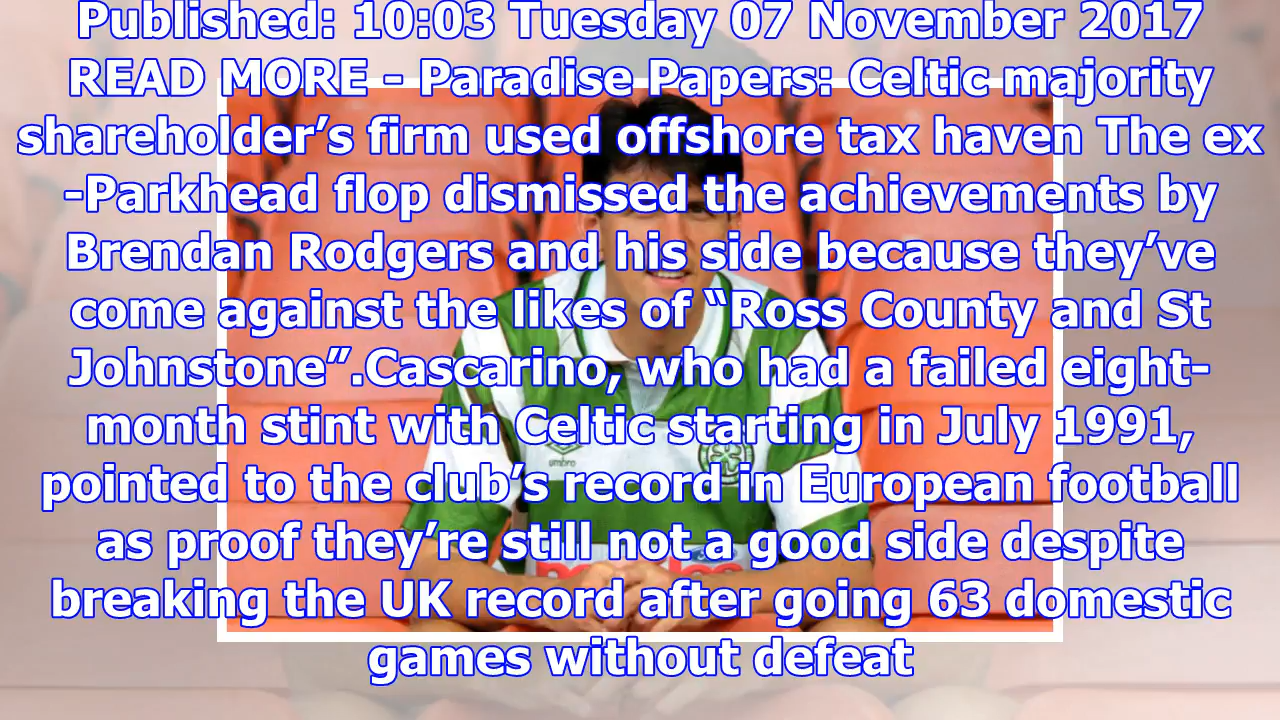 Published: 10:03 Tuesday 07 November 2017
READ MORE - Paradise Papers: Celtic majority
shareholder’s firm used offshore tax haven The ex
-Parkhead flop dismissed the achievements by
Brendan Rodgers and his side because they’ve
come against the likes of “Ross County and St
Johnstone”.Cascarino, who had a failed eight-
month stint with Celtic starting in July 1991,
umbro
pointed to the club’s record in European football
as proof they’re still not a good side despite
breaking the UK record after going 63 domestic
games without defeat